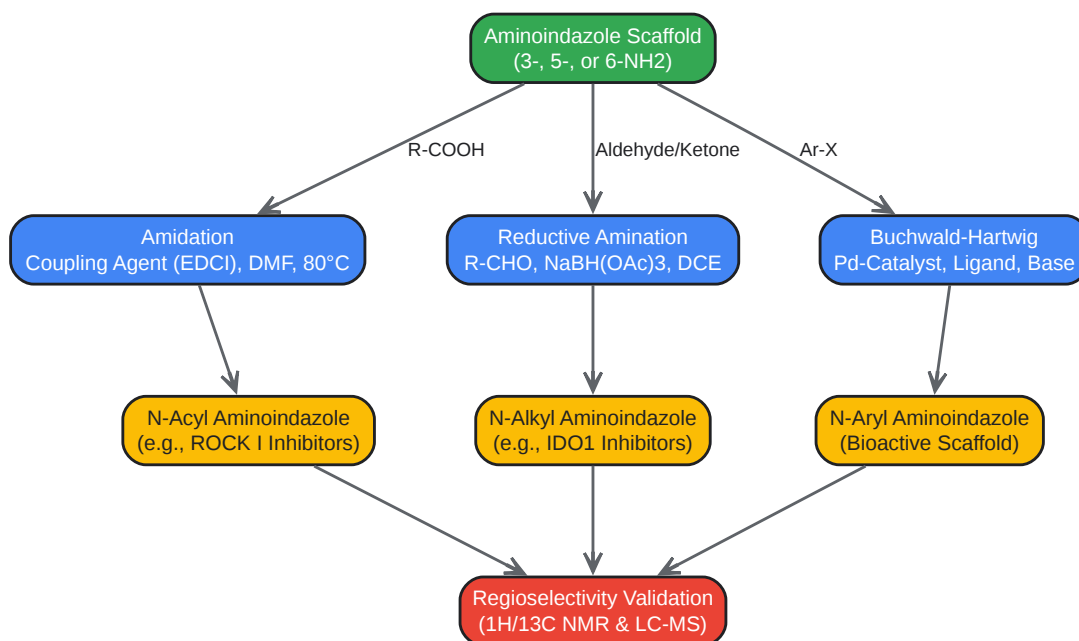 Aminoindazole Scaffold
(3-, 5-, or 6-NH2)
R-COOH
Aldehyde/Ketone
Ar-X
Amidation
Coupling Agent (EDCI), DMF, 80°C
Reductive Amination
R-CHO, NaBH(OAc)3, DCE
Buchwald-Hartwig
Pd-Catalyst, Ligand, Base
N-Acyl Aminoindazole
(e.g., ROCK I Inhibitors)
N-Alkyl Aminoindazole
(e.g., IDO1 Inhibitors)
N-Aryl Aminoindazole
(Bioactive Scaffold)
Regioselectivity Validation
(1H/13C NMR & LC-MS)